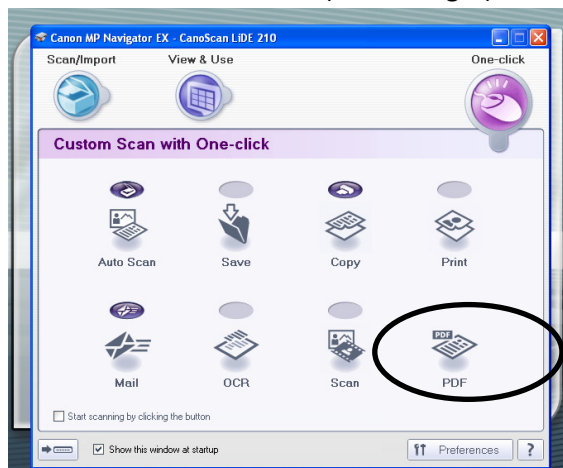 Canon MP Navigator EX - CanoScan LiDE 210
Scan/Import View & Use One-click
Custom Scan with One-click
Auto Scan Save Copy Print
PDF
Mail OCR Scan PDF
Start scanning by clicking the button
Show this window at startup Preferences ?